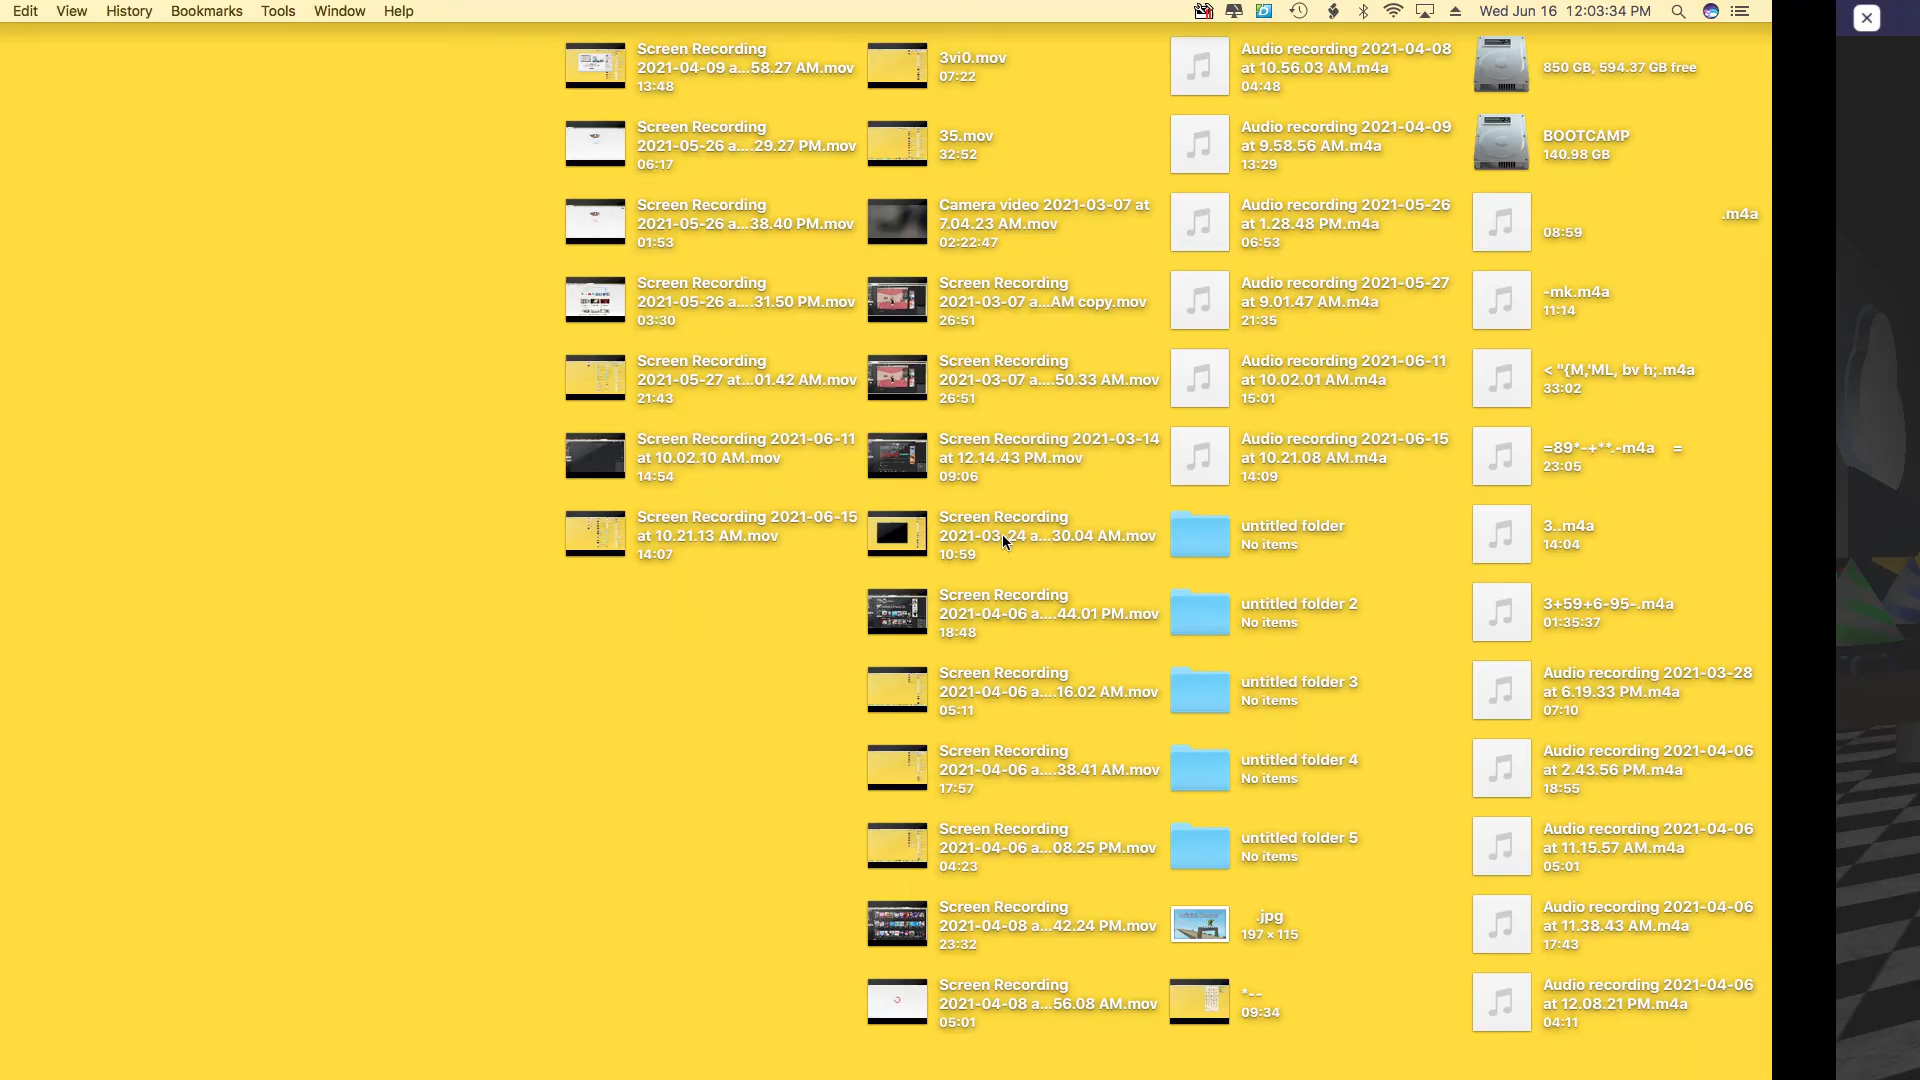 Edit View History Bookmarks Tools Window Help
Wed Jun 16 12:03:34 PM
Screen Recording
2021-04-09 a...58.27 AM.mov
13:48
Screen Recording
2021-05-26 a....29.27 PM.mov
06:17
Screen Recording
2021-05-26 a...38.40 PM.mov
01:53
Screen Recording
2021-05-26 a....31.50 PM.mov
03:30
Screen Recording
2021-05-27 at...01.42 AM.mov
21:43
Screen Recording 2021-06-11
at 10.02.10 AM.mov
14:54
Screen Recording 2021-06-15
at 10.21.13 AM.mov
14:07
3vi0.mov
07:22
35.mov
32:52
Camera video 2021-03-07 at
7.04.23 AM.mov
02:22:47
Screen Recording
2021-03-07 a...AM copy.mov
26:51
Screen Recording
2021-03-07 a....50.33 AM.mov
26:51
Screen Recording 2021-03-14
at 12.14.43 PM.mov
09:06
Screen Recording
2021-03-24 a...30.04 AM.mov
10:59
Screen Recording
2021-04-06 a....44.01 PM.mov
18:48
Screen Recording
2021-04-06 a....16.02 AM.mov
05:11
Screen Recording
2021-04-06 a....38.41 AM.mov
17:57
Screen Recording
2021-04-06 a...08.25 PM.mov
04:23
Screen Recording
2021-04-08 a...42.24 PM.mov
23:32
Screen Recording
2021-04-08 a...56.08 AM.mov
05:01
Audio recording 2021-04-08
at 10.56.03 AM.m4a
04:48
Audio recording 2021-04-09
at 9.58.56 AM.m4a
13:29
Audio recording 2021-05-26
at 1.28.48 PM.m4a
06:53
Audio recording 2021-05-27
at 9.01.47 AM.m4a
21:35
Audio recording 2021-06-11
at 10.02.01 AM.m4a
15:01
Audio recording 2021-06-15
at 10.21.08 AM.m4a
14:09
untitled folder
No items
untitled folder 2
No items
untitled folder 3
No items
untitled folder 4
No items
untitled folder 5
No items
.jpg
197 × 115
*--
09:34
850 GB, 594.37 GB free
BOOTCAMP
140.98 GB
.m4a
08:59
-mk.m4a
11:14
< "{M,'ML, bv h;.m4a
33:02
=89*-+**.-m4a =
23:05
3..m4a
14:04
3+59+6-95-.m4a
01:35:37
Audio recording 2021-03-28
at 6.19.33 PM.m4a
07:10
Audio recording 2021-04-06
at 2.43.56 PM.m4a
18:55
Audio recording 2021-04-06
at 11.15.57 AM.m4a
05:01
Audio recording 2021-04-06
at 11.38.43 AM.m4a
17:43
Audio recording 2021-04-06
at 12.08.21 PM.m4a
04:11